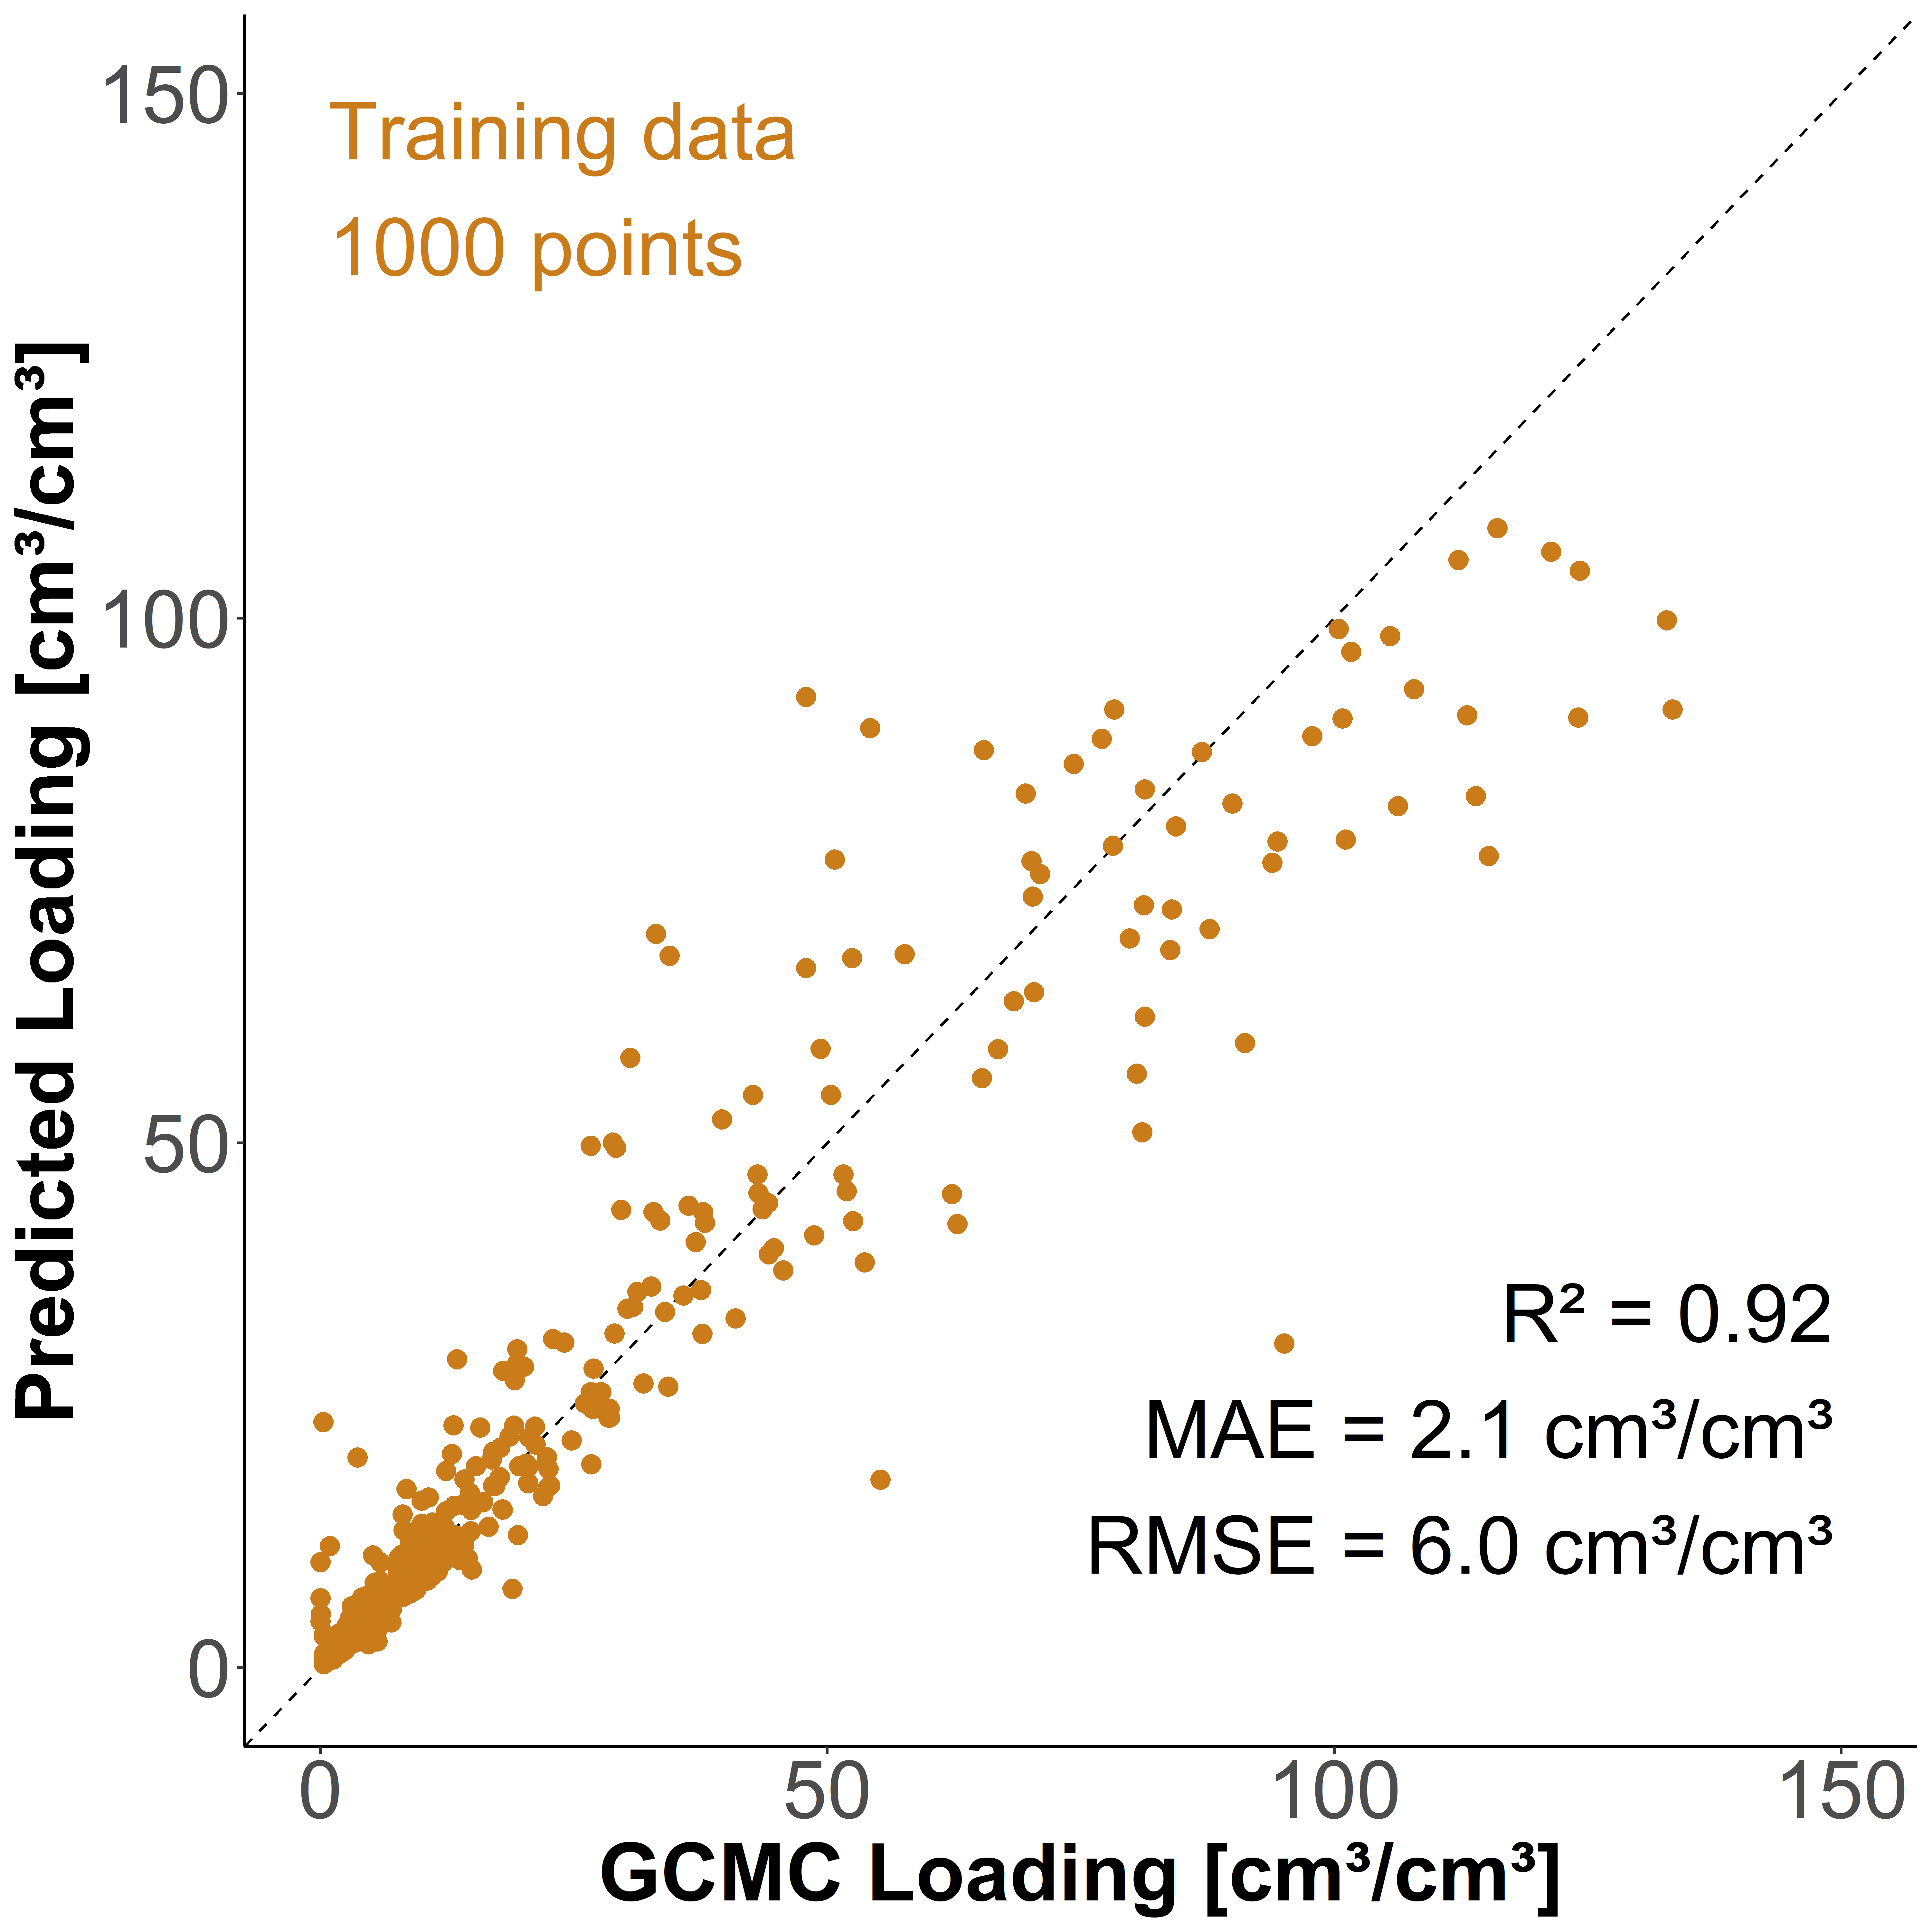 Training data
1000 points
R² = 0.92
MAE = 2.1 cm³/cm³
RMSE = 6.0 cm³/cm³
Predicted Loading [cm³/cm³]
150
100
50
0
0 50 100 150
GCMC Loading [cm³/cm³]